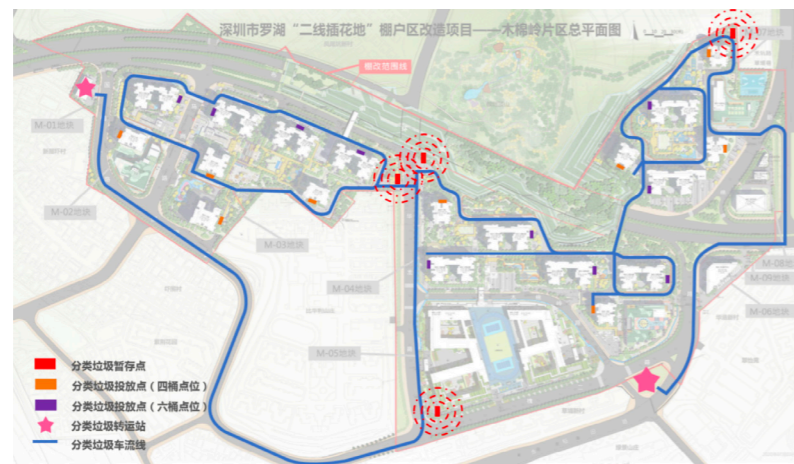 深圳市罗湖“二线插花地”棚户区改造项目——木棉岭片区总平面图
棚改范围线
M-01地块
M-02地块
M-03地块
M-04地块
M-05地块
M-08地块
M-09地块
M-06地块
分类垃圾暂存点
分类垃圾投放点（四桶点位）
分类垃圾投放点（六桶点位）
分类垃圾转运站
分类垃圾车流线